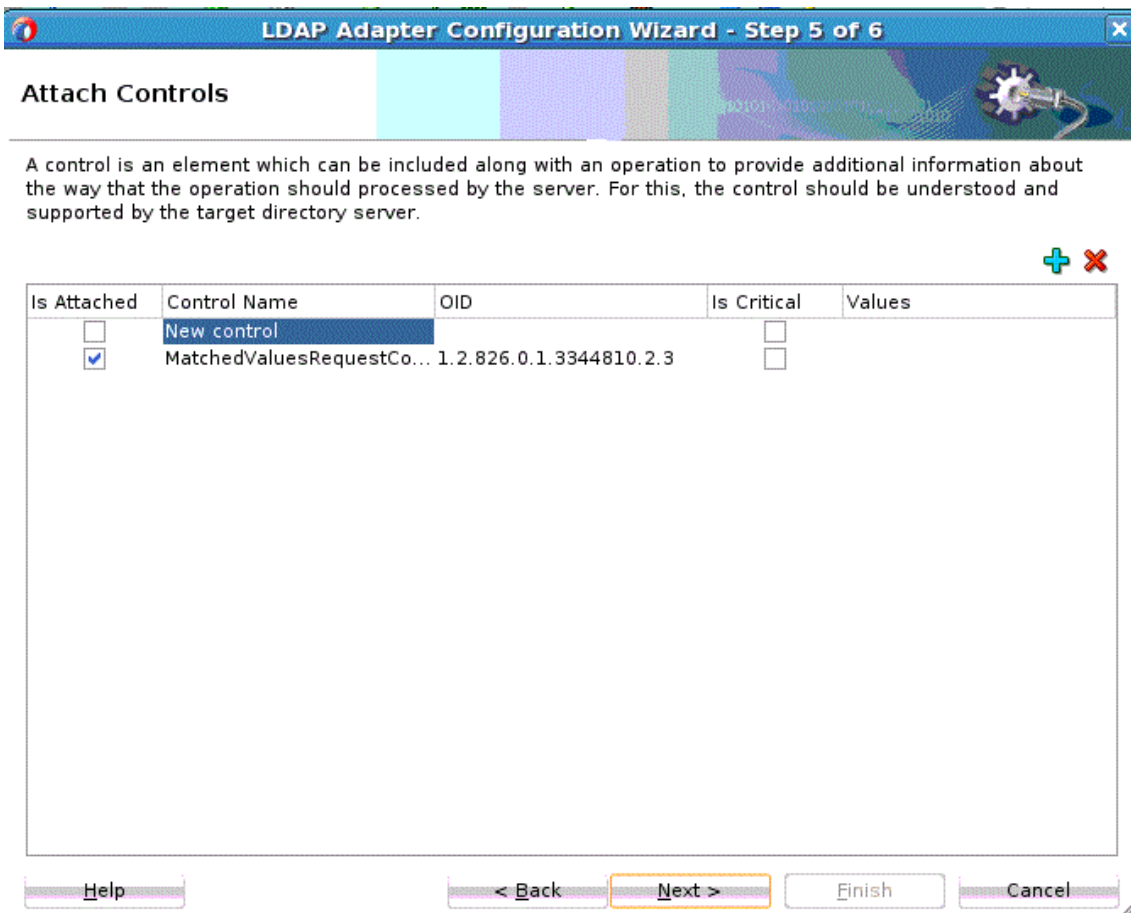 LDAP Adapter Configuration Wizard - Step 5 of 6
Attach Controls
A control is an element which can be included along with an operation to provide additional information about
the way that the operation should processed by the server. For this, the control should be understood and
supported by the target directory server.
Is Attached Control Name OID Is Critical Values
New control
MatchedValuesRequestCo... 1.2.826.0.1.3344810.2.3
Help < Back Next > Finish Cancel